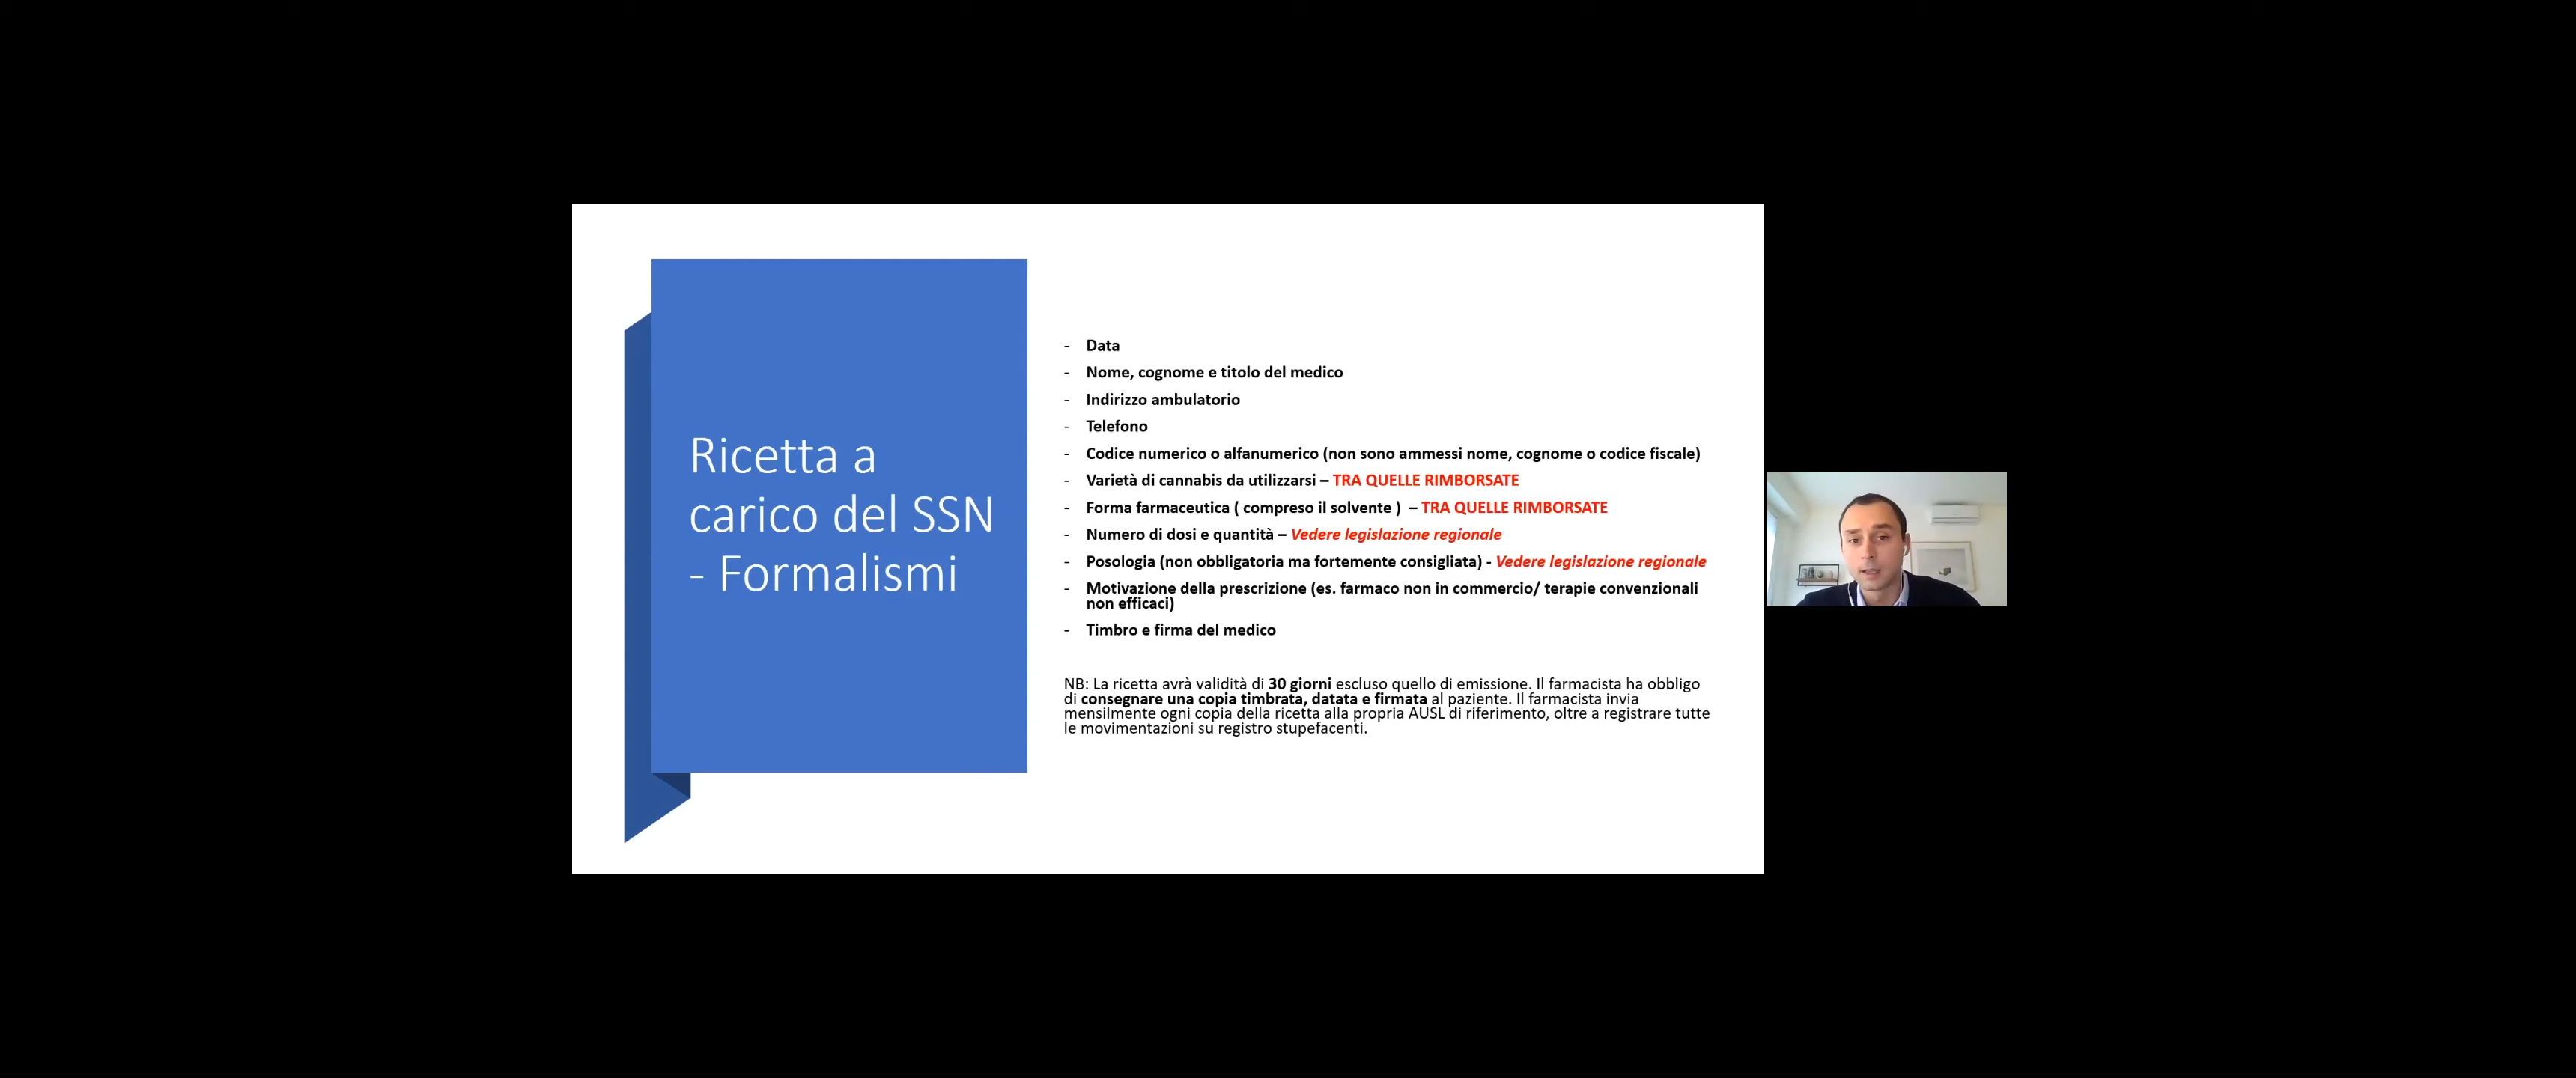 Ricetta a
carico del SSN
- Formalismi
- Data
- Nome, cognome e titolo del medico
- Indirizzo ambulatorio
- Telefono
- Codice numerico o alfanumerico (non sono ammessi nome, cognome o codice fiscale)
- Varietà di cannabis da utilizzarsi – TRA QUELLE RIMBORSATE
- Forma farmaceutica ( compreso il solvente ) – TRA QUELLE RIMBORSATE
- Numero di dosi e quantità – Vedere legislazione regionale
- Posologia (non obbligatoria ma fortemente consigliata) - Vedere legislazione regionale
- Motivazione della prescrizione (es. farmaco non in commercio/ terapie convenzionali
non efficaci)
- Timbro e firma del medico
NB: La ricetta avrà validità di 30 giorni escluso quello di emissione. Il farmacista ha obbligo
di consegnare una copia timbrata, datata e firmata al paziente. Il farmacista invia
mensilmente ogni copia della ricetta alla propria AUSL di riferimento, oltre a registrare tutte
le movimentazioni su registro stupefacenti.